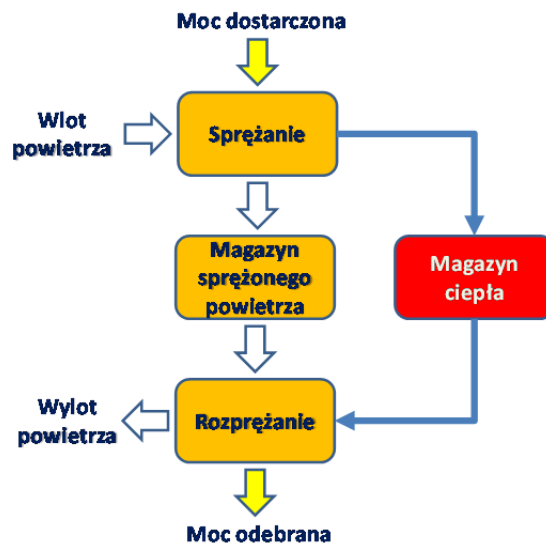 Moc dostarczona
Wlot
powietrza
Sprężanie
Magazyn
sprężonego
powietrza
Magazyn
ciepła
Wylot
powietrza
Rozprężanie
Moc odebrana